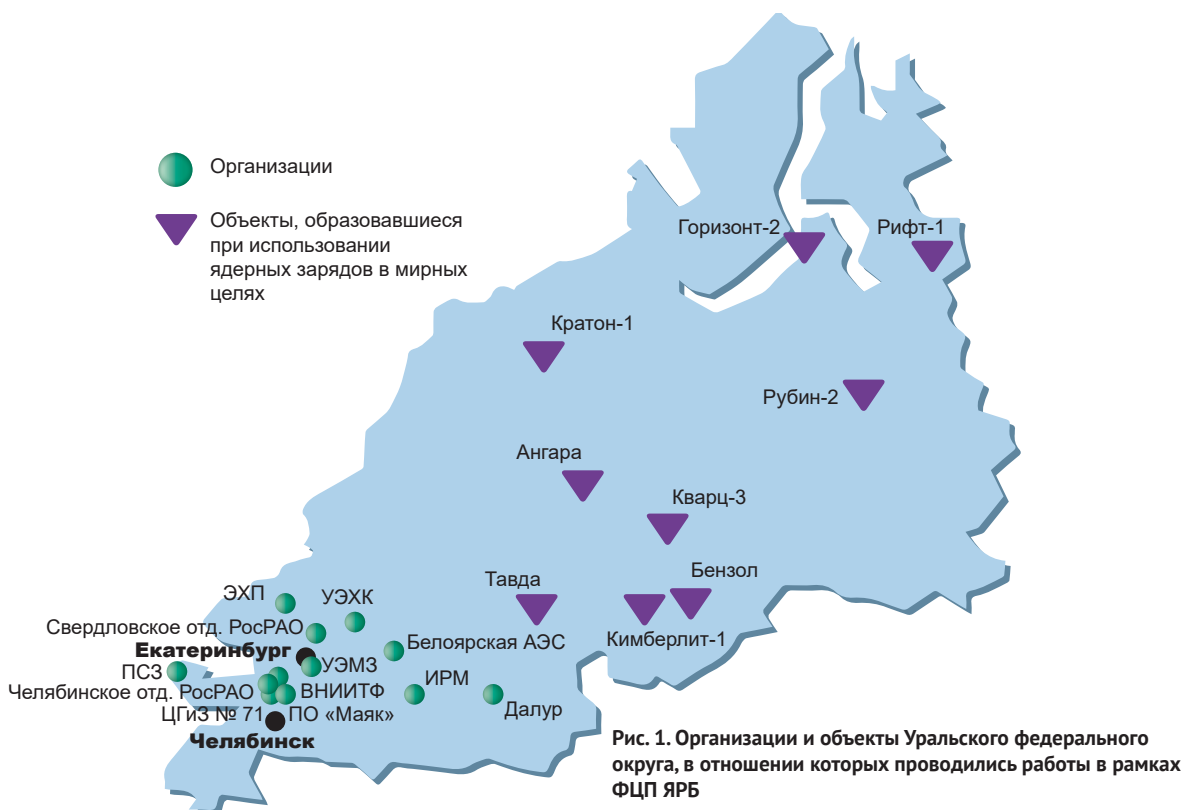 Организации
Объекты, образовавшиеся
при использовании
ядерных зарядов в мирных
целях
Горизонт-2
Рифт-1
Кратон-1
Рубин-2
Ангара
Кварц-3
Тавда
Бензол
Кимберлит-1
ЭХП
УЭХК
Свердловское отд. РосРАО
Белоярская АЭС
Екатеринбург
УЭМЗ
ПСЗ
ИРМ
Челябинское отд. РосРАО
ВНИИТФ
Далур
ЦГиЗ № 71
ПО «Маяк»
Челябинск
Рис. 1. Организации и объекты Уральского федерального
округа, в отношении которых проводились работы в рамках
ФЦП ЯРБ